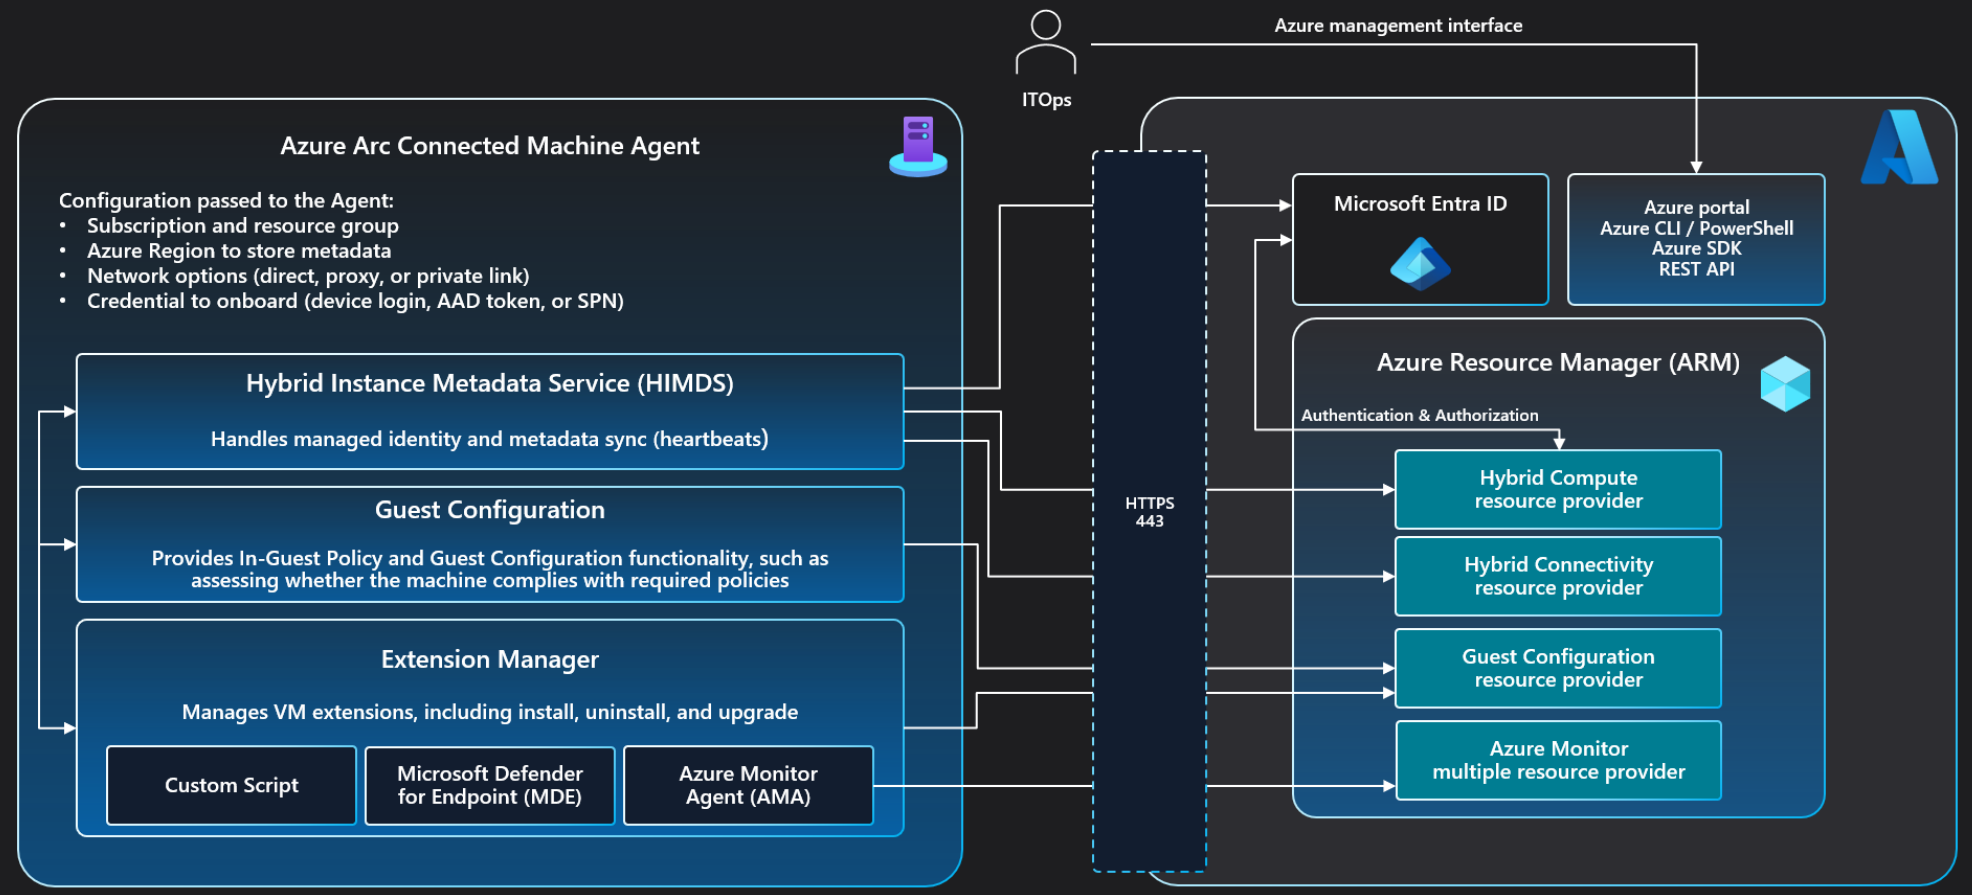 Azure management interface
ITOps
Azure Arc Connected Machine Agent
Configuration passed to the Agent:
• Subscription and resource group
• Azure Region to store metadata
• Network options (direct, proxy, or private link)
• Credential to onboard (device login, AAD token, or SPN)
Hybrid Instance Metadata Service (HIMDS)
Handles managed identity and metadata sync (heartbeats)
Guest Configuration
Provides In-Guest Policy and Guest Configuration functionality, such as
assessing whether the machine complies with required policies
Extension Manager
Manages VM extensions, including install, uninstall, and upgrade
Custom Script
Microsoft Defender
for Endpoint (MDE)
Azure Monitor
Agent (AMA)
HTTPS
443
Microsoft Entra ID
Azure portal
Azure CLI / PowerShell
Azure SDK
REST API
Azure Resource Manager (ARM)
Authentication & Authorization
Hybrid Compute
resource provider
Hybrid Connectivity
resource provider
Guest Configuration
resource provider
Azure Monitor
multiple resource provider